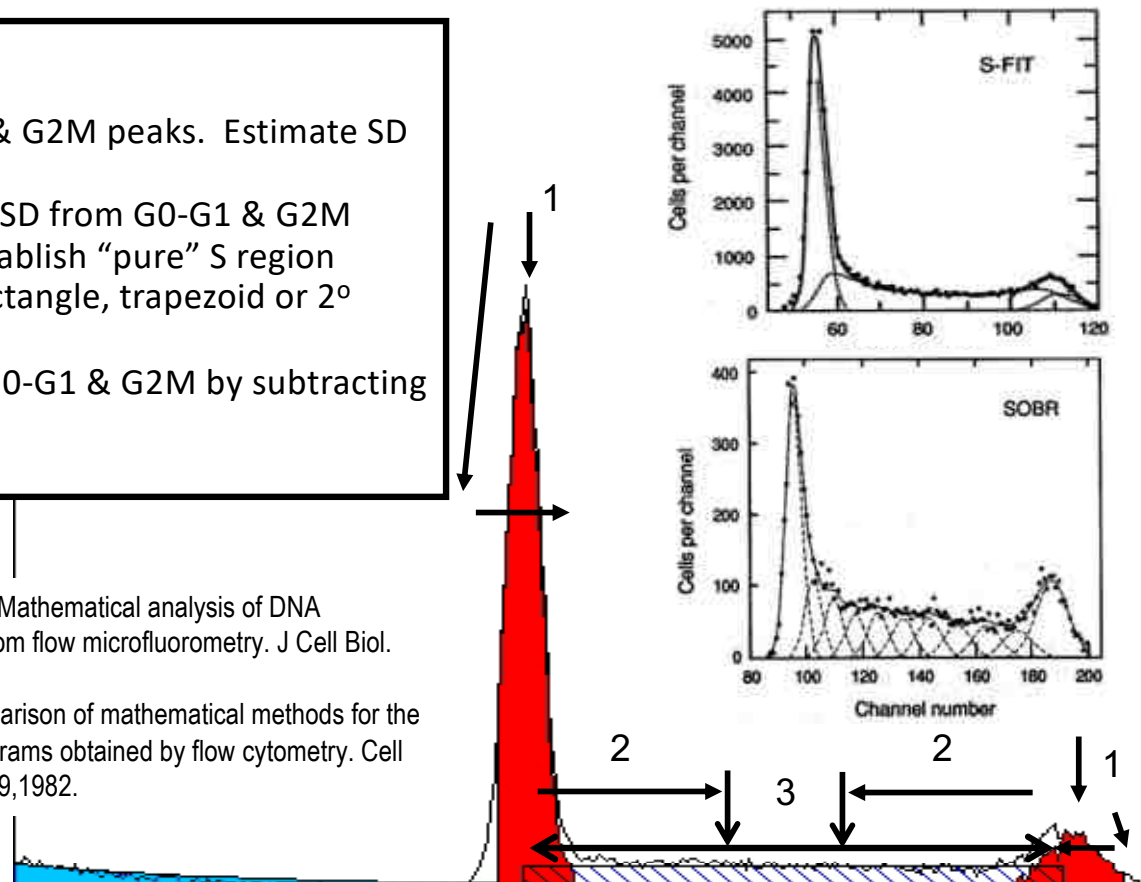 & G2M peaks. Estimate SD
SD from G0-G1 & G2M
ablish “pure” S region
ctangle, trapezoid or 2º
0-G1 & G2M by subtracting
Mathematical analysis of DNA
om flow microfluorometry. J Cell Biol.
arison of mathematical methods for the
rams obtained by flow cytometry. Cell
9,1982.
1
S-FIT
Cells per channel
5000
4000
3000
2000
1000
0
60 80 100 120
SOBR
Cells per channel
400
300
200
100
0
80 100 120 140 160 180 200
Channel number
2
3
2
1